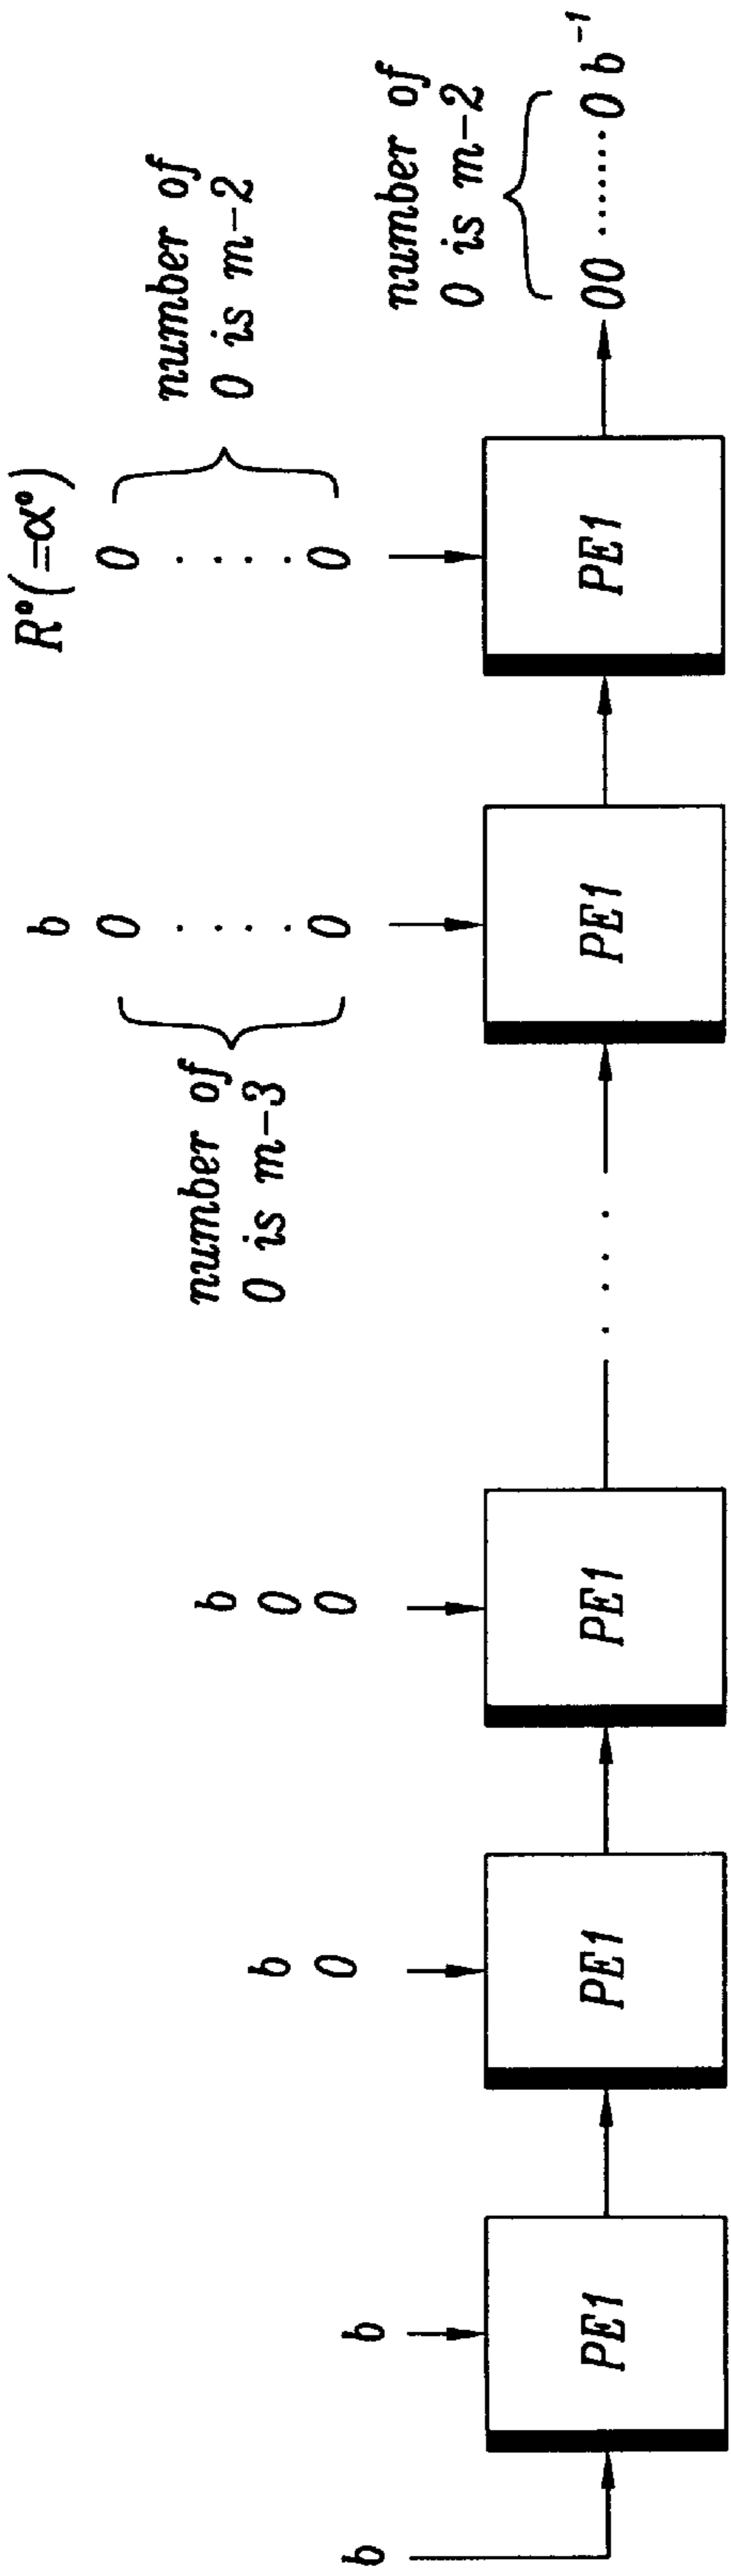 R°(=α°)
b
0
. . . .
0
number of
0 is m-3
0
. . . .
0
number of
0 is m-2
number of
0 is m-2
b
0
0
b
0
b
b
PE1
PE1
PE1
. . . .
PE1
PE1
00 ....... 0 b⁻¹